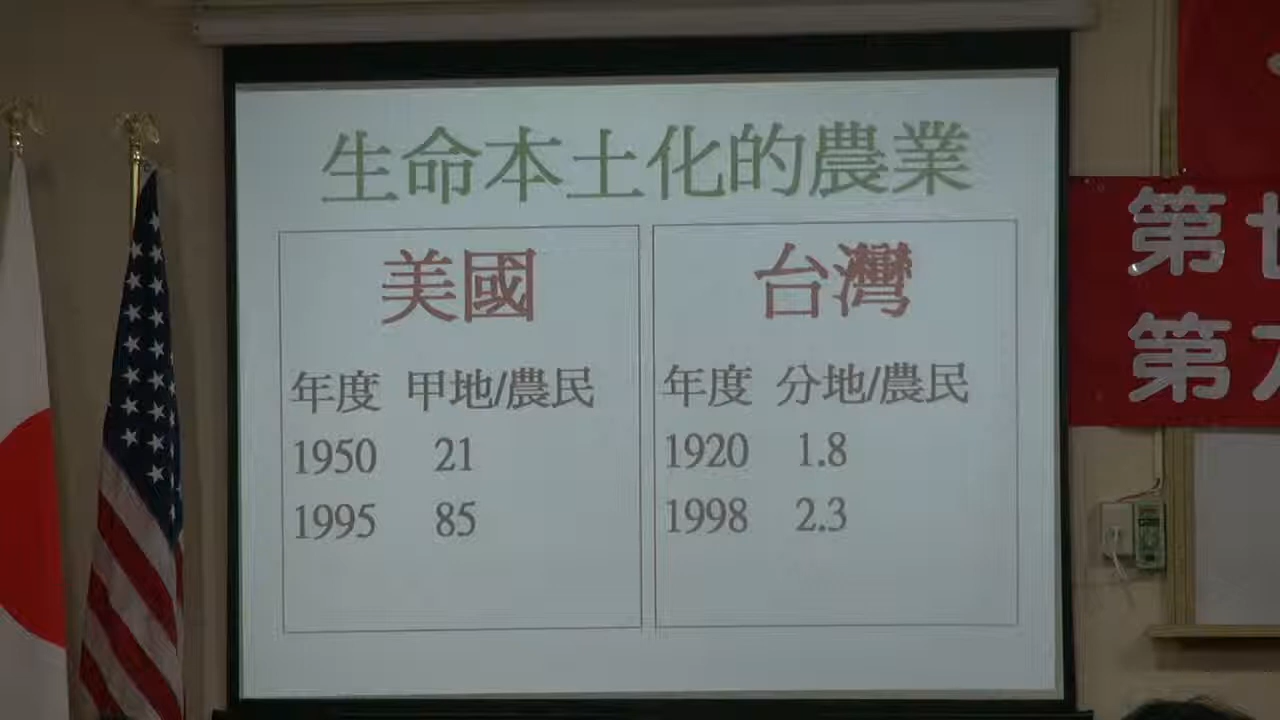 生命本土化的農業
美國
年度 甲地/農民
1950 21
1995 85
台灣
年度 分地/農民
1920 1.8
1998 2.3
第
第